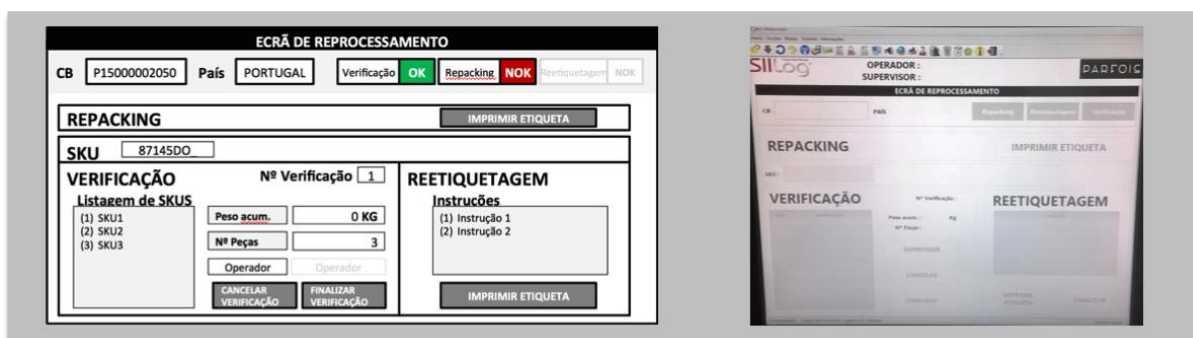 ECRÃ DE REPROCESSAMENTO
CB P15000002050 País PORTUGAL Verificação OK Repacking NOK Reetiquetagem NOK
REPACKING IMPRIMIR ETIQUETA
SKU 87145DO_
VERIFICAÇÃO Nº Verificação 1
Listagem de SKUS
(1) SKU1
(2) SKU2
(3) SKU3
Peso acum. 0 KG
Nº Peças 3
Operador Operador
CANCELAR VERIFICAÇÃO
FINALIZAR VERIFICAÇÃO
REETIQUETAGEM
Instruções
(1) Instrução 1
(2) Instrução 2
IMPRIMIR ETIQUETA
SIILOG
OPERADOR :
SUPERVISOR :
PARFOIS
ECRÃ DE REPROCESSAMENTO
CB PAÍS Repacking Reetiquetagem Verificação
REPACKING IMPRIMIR ETIQUETA
SKU :
VERIFICAÇÃO Nº Verificação : REETIQUETAGEM
Peso acum. : Kg
Nº Peças :
SUPERVISOR
CANCELAR
FINALIZAR
IMPRIMIR ETIQUETA
FINALIZAR